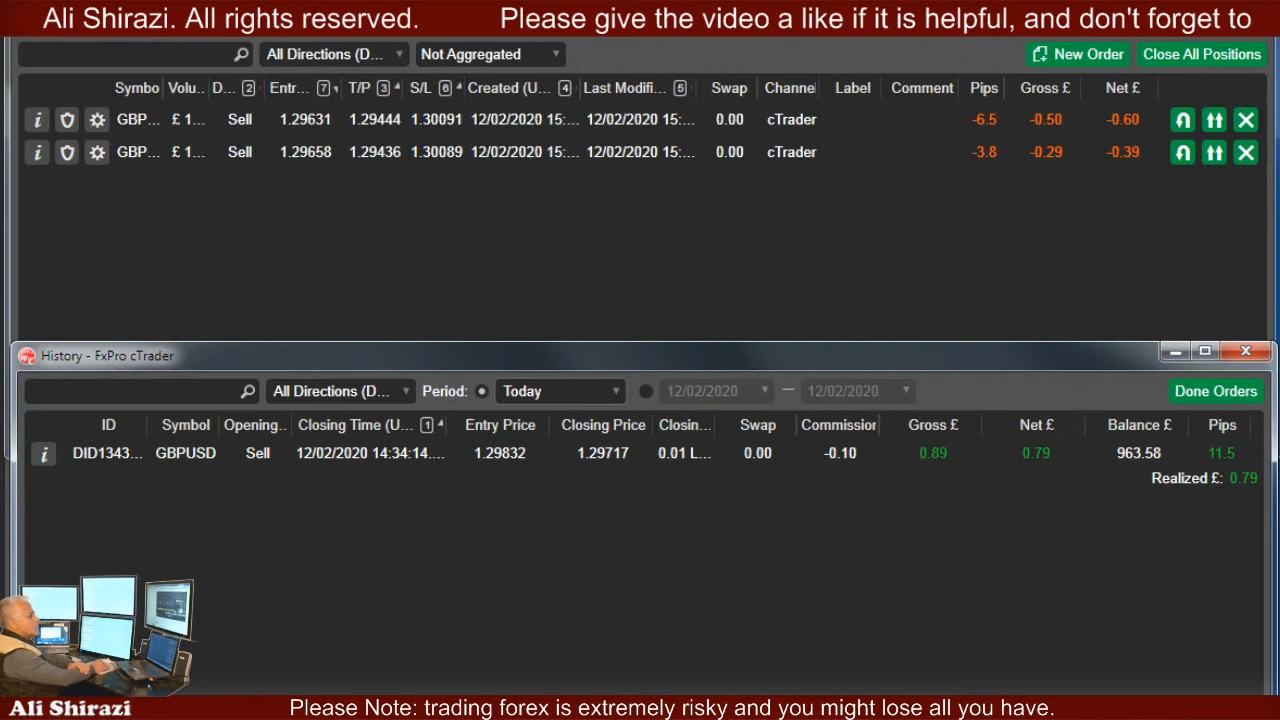 Ali Shirazi. All rights reserved. Please give the video a like if it is helpful, and don't forget to
All Directions (D... Not Aggregated New Order Close All Positions
Symbo Volu.. D... 2 Entr... 7 T/P 3 S/L 6 Created (U... 4 Last Modifi... 5 Swap Channel Label Comment Pips Gross £ Net £
GBP... £ 1... Sell 1.29631 1.29444 1.30091 12/02/2020 15:... 12/02/2020 15:... 0.00 cTrader -6.5 -0.50 -0.60
GBP... £ 1... Sell 1.29658 1.29436 1.30089 12/02/2020 15:... 12/02/2020 15:... 0.00 cTrader -3.8 -0.29 -0.39
History - FxPro cTrader
All Directions (D... Period: Today 12/02/2020 — 12/02/2020 Done Orders
ID Symbol Opening.. Closing Time (U... 1 Entry Price Closing Price Closin... Swap Commission Gross £ Net £ Balance £ Pips
i DID1343... GBPUSD Sell 12/02/2020 14:34:14.... 1.29832 1.29717 0.01 L... 0.00 -0.10 0.89 0.79 963.58 11.5
Realized £: 0.79
Ali Shirazi Please Note: trading forex is extremely risky and you might lose all you have.